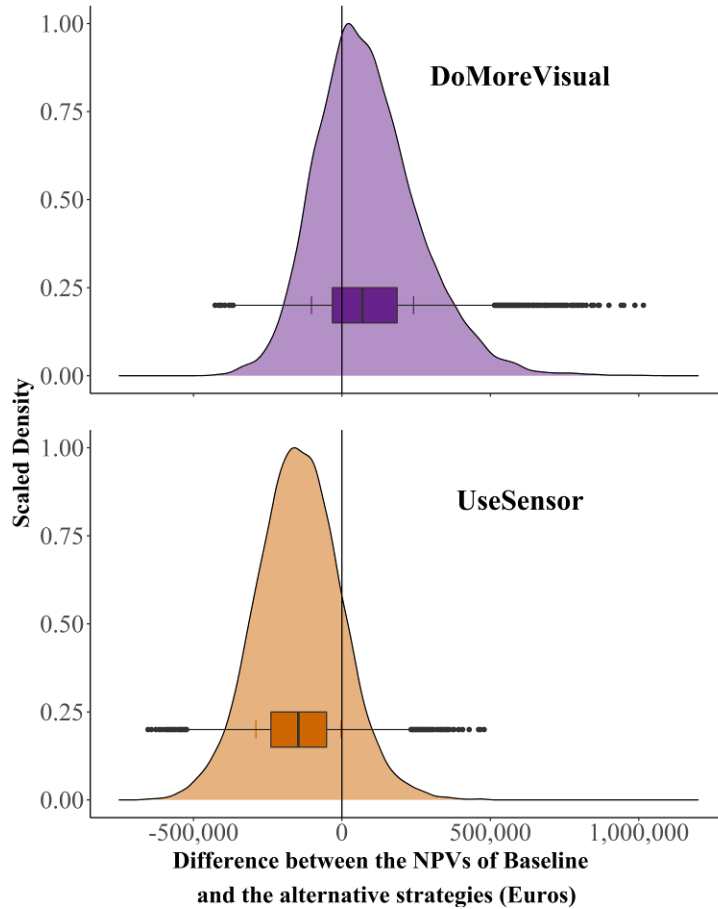 1.00
DoMoreVisual
0.75
0.50
0.25
0.00
Scaled Density
1.00
UseSensor
0.75
0.50
0.25
0.00
-500,000 0 500,000 1,000,000
Difference between the NPVs of Baseline
and the alternative strategies (Euros)